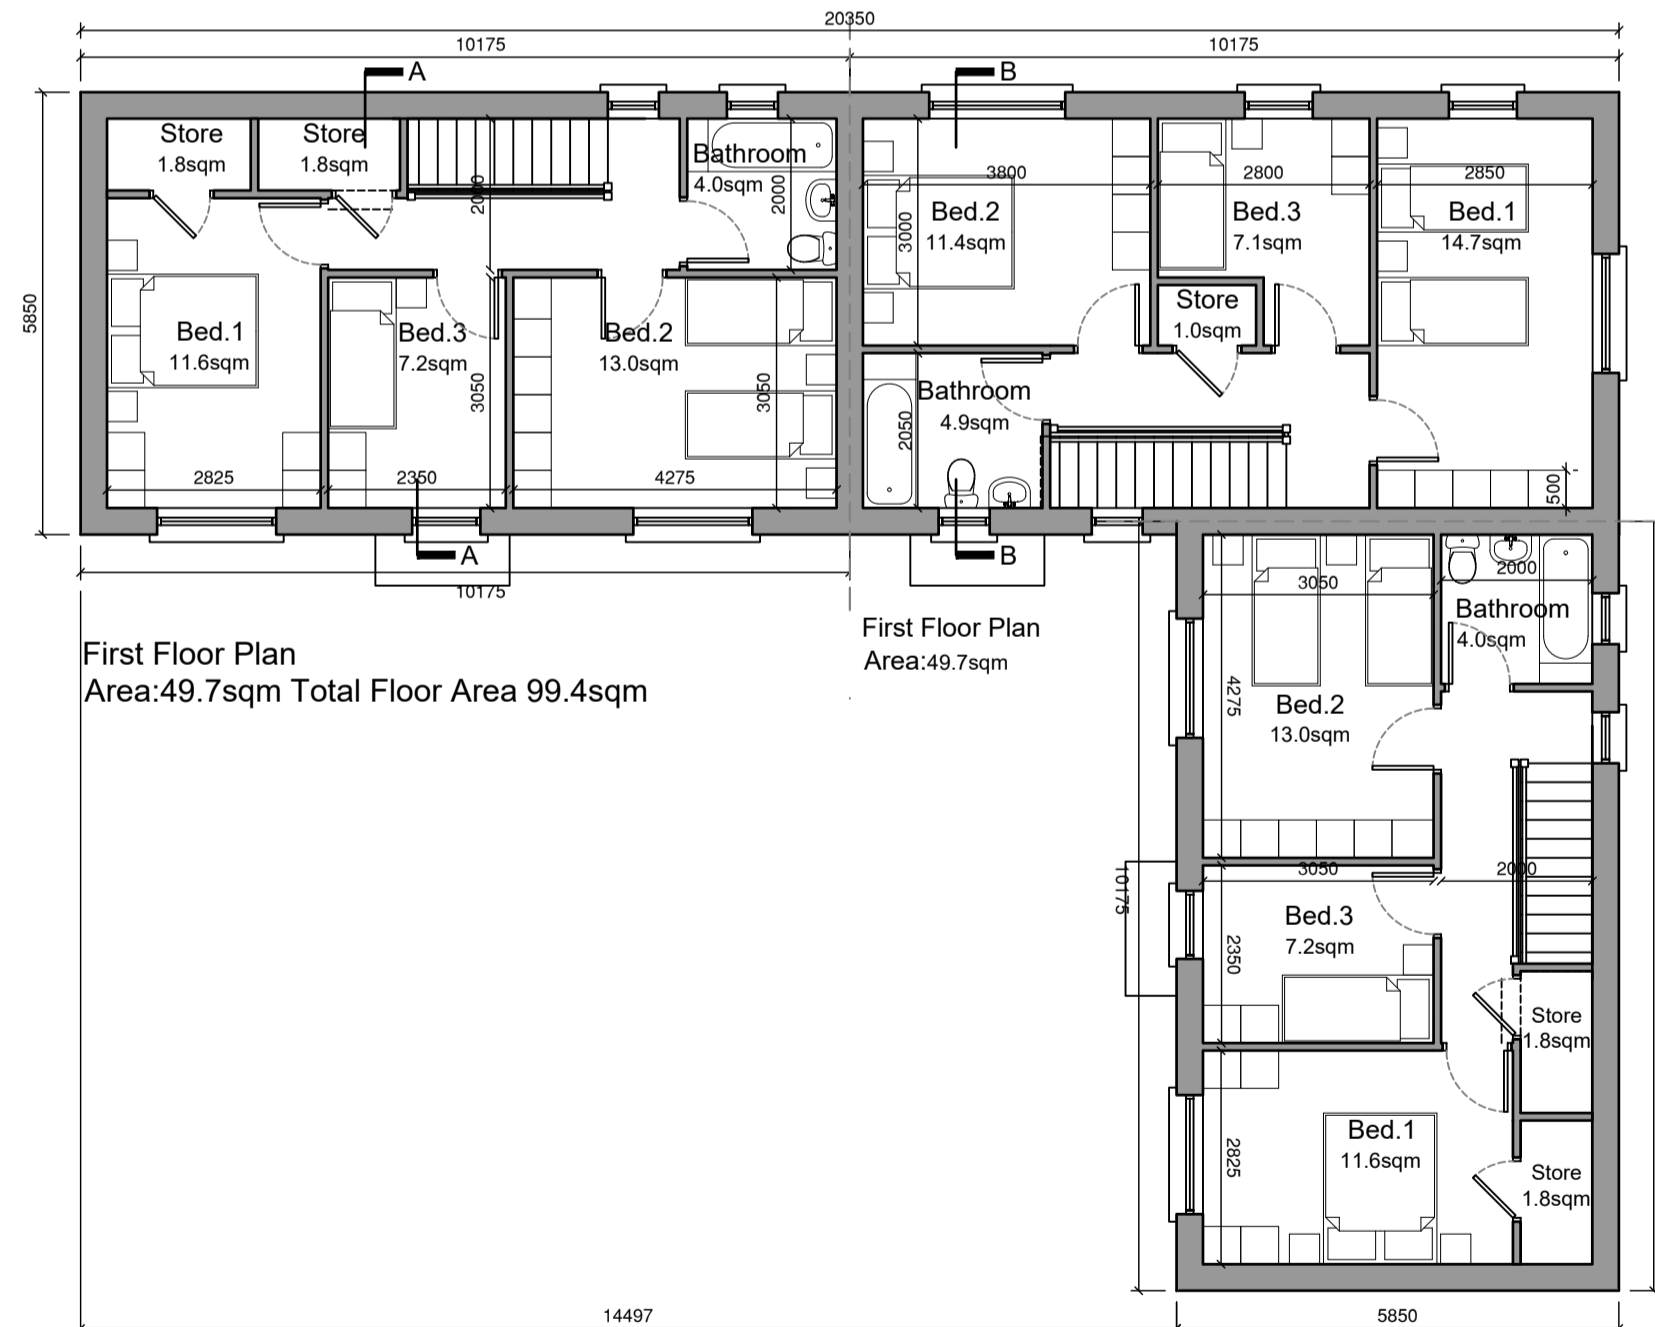 20350
10175
10175
A
B
5850
Store
1.8sqm
Store
1.8sqm
2000
Bathroom
4.0sqm
2000
3800
2800
2850
Bed.2
11.4sqm
3000
Bed.3
7.1sqm
Bed.1
14.7sqm
Store
1.0sqm
Bed.1
11.6sqm
Bed.3
7.2sqm
Bed.2
13.0sqm
3050
3050
Bathroom
4.9sqm
2050
2825
2350
4275
500
A
B
10175
First Floor Plan
Area:49.7sqm Total Floor Area 99.4sqm
First Floor Plan
Area:49.7sqm
3050
2000
Bathroom
4.0sqm
4275
Bed.2
13.0sqm
3050
2000
10175
Bed.3
7.2sqm
2350
Store
1.8sqm
Bed.1
11.6sqm
2825
Store
1.8sqm
14497
5850